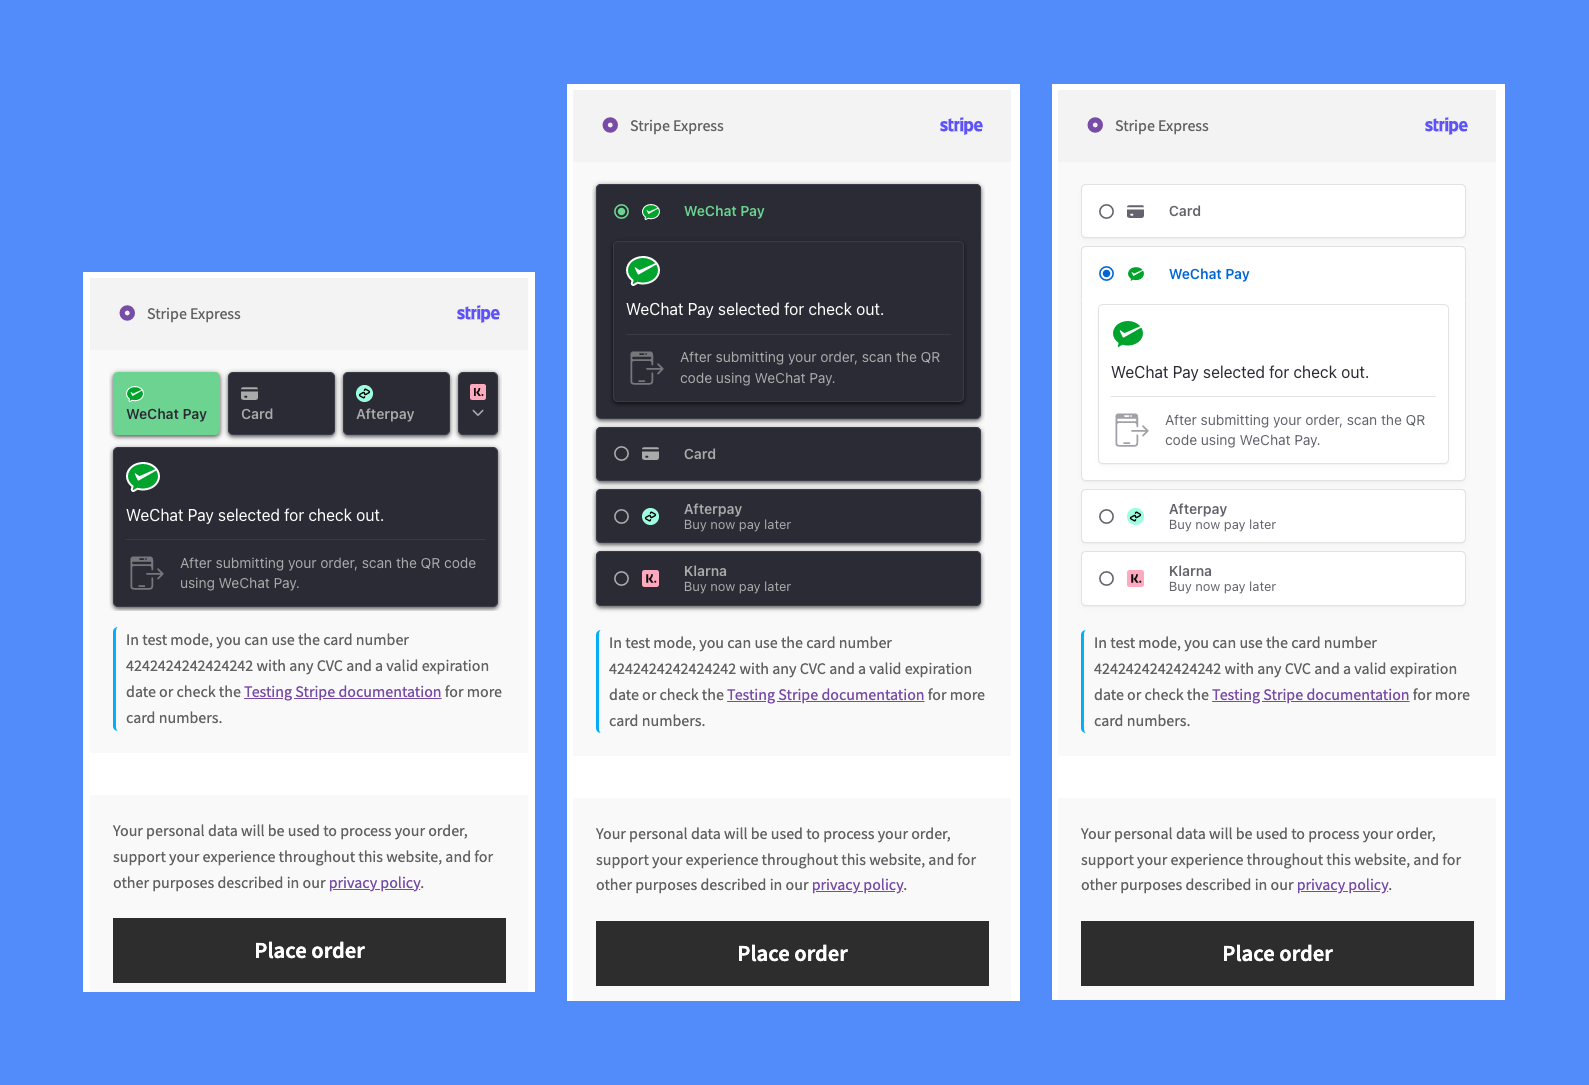 Stripe Express
stripe
WeChat Pay
Card
Afterpay
K.
WeChat Pay selected for check out.
After submitting your order, scan the QR code
using WeChat Pay.
In test mode, you can use the card number
4242424242424242 with any CVC and a valid expiration
date or check the Testing Stripe documentation for more
card numbers.
Your personal data will be used to process your order,
support your experience throughout this website, and for
other purposes described in our privacy policy.
Place order
Stripe Express
stripe
WeChat Pay
WeChat Pay selected for check out.
After submitting your order, scan the QR
code using WeChat Pay.
Card
Afterpay
Buy now pay later
K.
Klarna
Buy now pay later
In test mode, you can use the card number
4242424242424242 with any CVC and a valid expiration
date or check the Testing Stripe documentation for more
card numbers.
Your personal data will be used to process your order,
support your experience throughout this website, and for
other purposes described in our privacy policy.
Place order
Stripe Express
stripe
Card
WeChat Pay
WeChat Pay selected for check out.
After submitting your order, scan the QR
code using WeChat Pay.
Afterpay
Buy now pay later
K.
Klarna
Buy now pay later
In test mode, you can use the card number
4242424242424242 with any CVC and a valid expiration
date or check the Testing Stripe documentation for more
card numbers.
Your personal data will be used to process your order,
support your experience throughout this website, and for
other purposes described in our privacy policy.
Place order